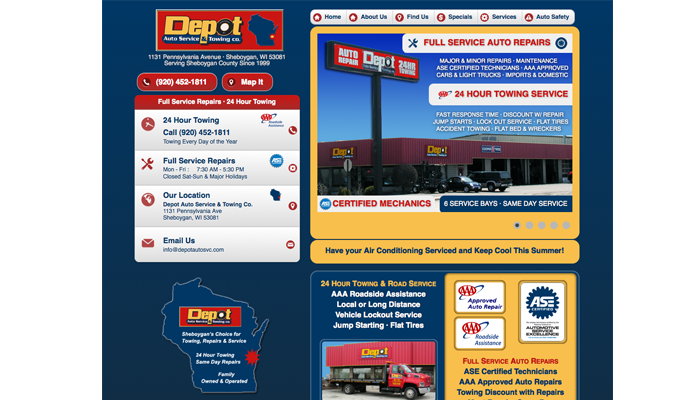 Depot
Auto Service & Towing co.
1131 Pennsylvania Avenue · Sheboygan, WI 53081
Serving Sheboygan County Since 1999
(920) 452-1811
Map It
Full Service Repairs · 24 Hour Towing
24 Hour Towing
Call (920) 452-1811
Towing Every Day of the Year
AAA
Roadside
Assistance
Full Service Repairs
Mon - Fri : 7:30 AM - 5:30 PM
Closed Sat-Sun & Major Holidays
ASE
Our Location
Depot Auto Service & Towing Co.
1131 Pennsylvania Ave
Sheboygan, WI 53081
Email Us
info@depotautosvc.com
Depot
Auto Service & Towing co.
Sheboygan's Choice for
Towing, Repairs & Service
24 Hour Towing
Same Day Repairs
Family
Owned & Operated
Home
About Us
Find Us
Specials
Services
Auto Safety
FULL SERVICE AUTO REPAIRS
MAJOR & MINOR REPAIRS · MAINTENANCE
ASE CERTIFIED TECHNICIANS · AAA APPROVED
CARS & LIGHT TRUCKS · IMPORTS & DOMESTIC
AUTO
REPAIR
Depot
24HR
TOWING
AAA
24 HOUR TOWING SERVICE
FAST RESPONSE TIME · DISCOUNT W/ REPAIR
JUMP STARTS · LOCK OUT SERVICE · FLAT TIRES
ACCIDENT TOWING · FLAT BED & WRECKERS
Depot
Depot
ASE
CERTIFIED MECHANICS
6 SERVICE BAYS · SAME DAY SERVICE
Have your Air Conditioning Serviced and Keep Cool This Summer!
24 HOUR TOWING & ROAD SERVICE
AAA Roadside Assistance
Local or Long Distance
Vehicle Lockout Service
Jump Starting · Flat Tires
Depot
AAA
Approved
Auto Repair
AAA
Roadside
Assistance
ASE
CERTIFIED
AUTOMOTIVE
SERVICE
EXCELLENCE
FULL SERVICE AUTO REPAIRS
ASE Certified Technicians
AAA Approved Auto Repairs
Towing Discount with Repairs